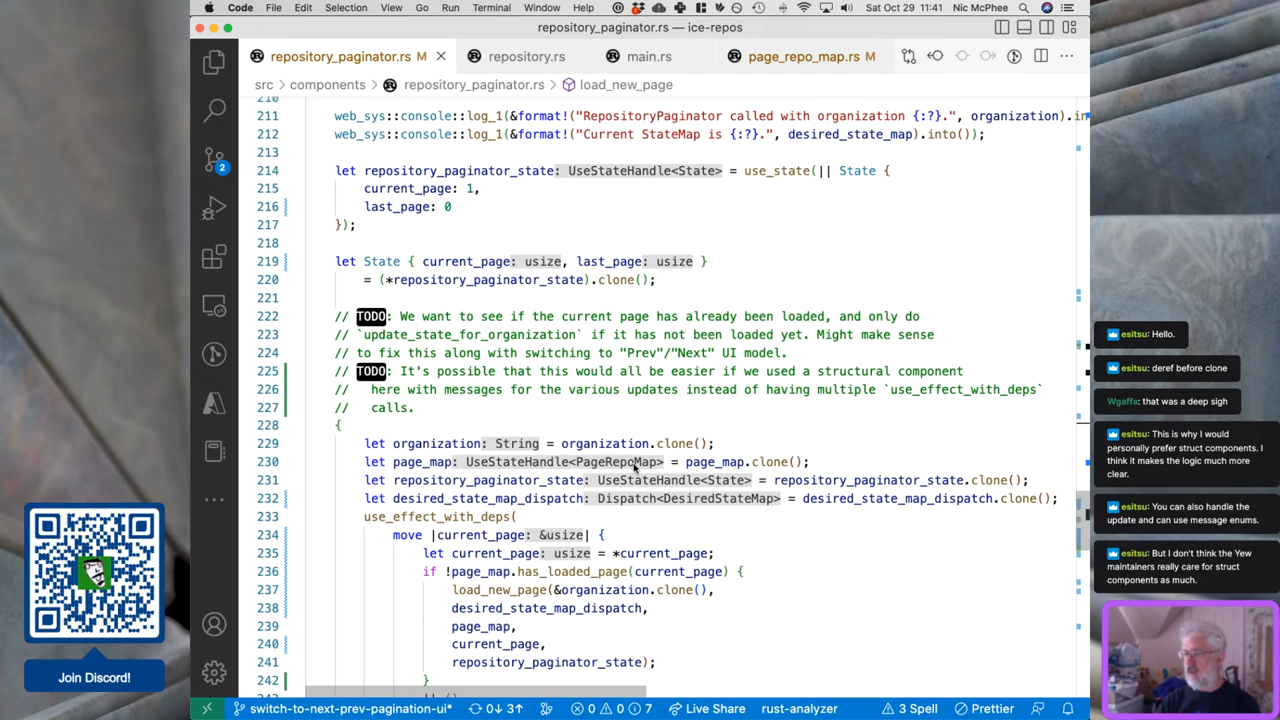 Code File Edit Selection View Go Run Terminal Window Help Sat Oct 29 11:41 Nic McPhee
repository_paginator.rs — ice-repos
repository_paginator.rs M repository.rs main.rs page_repo_map.rs M
src components repository_paginator.rs load_new_page
210
211 web_sys::console::log_1(&format!("RepositoryPaginator called with organization {:?}.", organization).in
212 web_sys::console::log_1(&format!("Current StateMap is {:?}.", desired_state_map).into());
213
214 let repository_paginator_state: UseStateHandle<State> = use_state(|| State {
215 current_page: 1,
216 last_page: 0
217 });
218
219 let State { current_page: usize, last_page: usize }
220 = (*repository_paginator_state).clone();
221
222 // TODO: We want to see if the current page has already been loaded, and only do
223 // `update_state_for_organization` if it has not been loaded yet. Might make sense
224 // to fix this along with switching to "Prev"/"Next" UI model.
225 // TODO: It's possible that this would all be easier if we used a structural component
226 // here with messages for the various updates instead of having multiple `use_effect_with_deps`
227 // calls.
228 {
229 let organization: String = organization.clone();
230 let page_map: UseStateHandle<PageRepoMap> = page_map.clone();
231 let repository_paginator_state: UseStateHandle<State> = repository_paginator_state.clone();
232 let desired_state_map_dispatch: Dispatch<DesiredStateMap> = desired_state_map_dispatch.clone();
233 use_effect_with_deps(
234 move |current_page: &usize| {
235 let current_page: usize = *current_page;
236 if !page_map.has_loaded_page(current_page) {
237 load_new_page(&organization.clone(),
238 desired_state_map_dispatch,
239 page_map,
240 current_page,
241 repository_paginator_state);
242 }
|| ()
2
Join Discord!
switch-to-next-prev-pagination-ui* 0↓ 3↑ 0 0 7 Live Share rust-analyzer 3 Spell Prettier
esitsu: Hello.
esitsu: deref before clone
Wgaffa: that was a deep sigh
esitsu: This is why I would
personally prefer struct components. I
think it makes the logic much more
clear.
esitsu: You can also handle the
update and can use message enums.
esitsu: But I don't think the Yew
maintainers really care for struct
components as much.